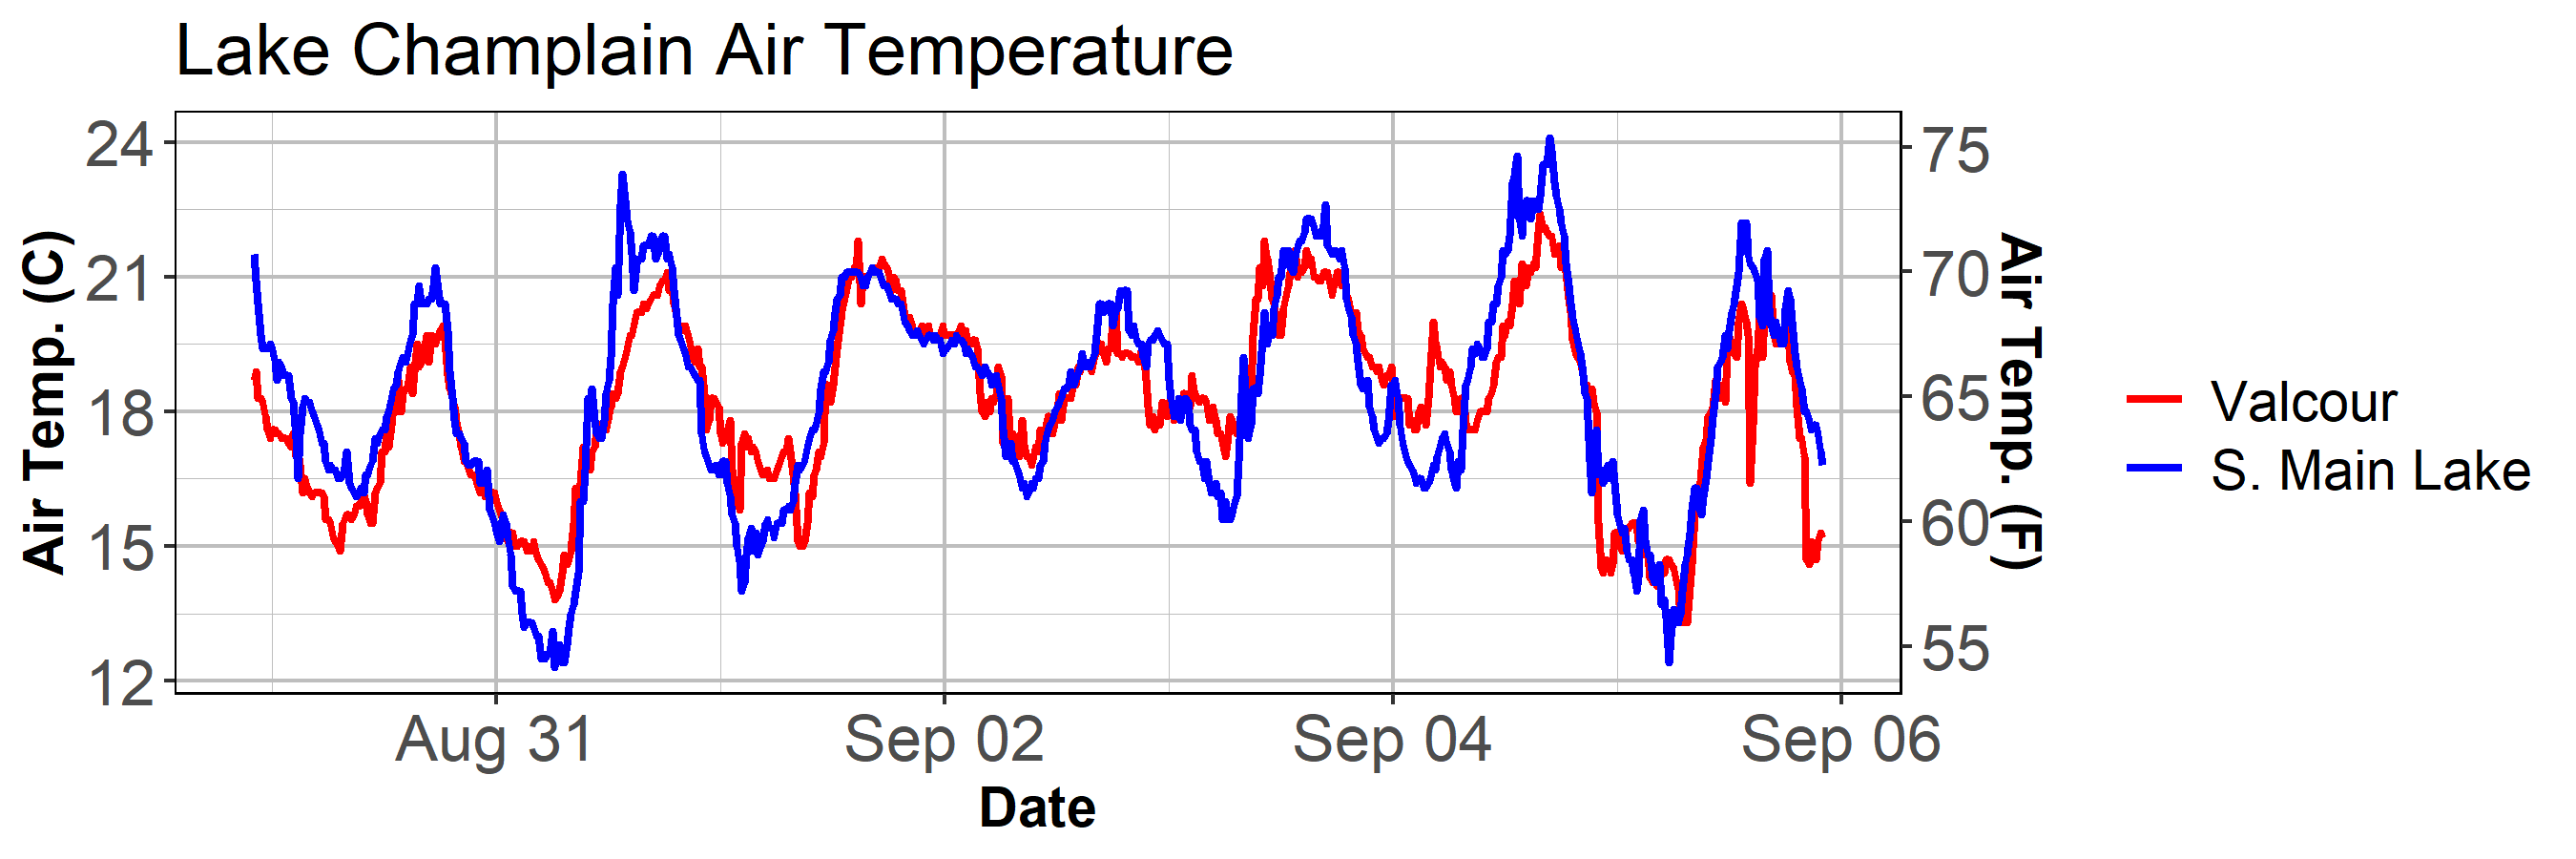 Lake Champlain Air Temperature
24
21
18
15
12
Air Temp. (C)
75
70
65
60
55
Air Temp. (F)
Aug 31
Sep 02
Sep 04
Sep 06
Date
Valcour
S. Main Lake